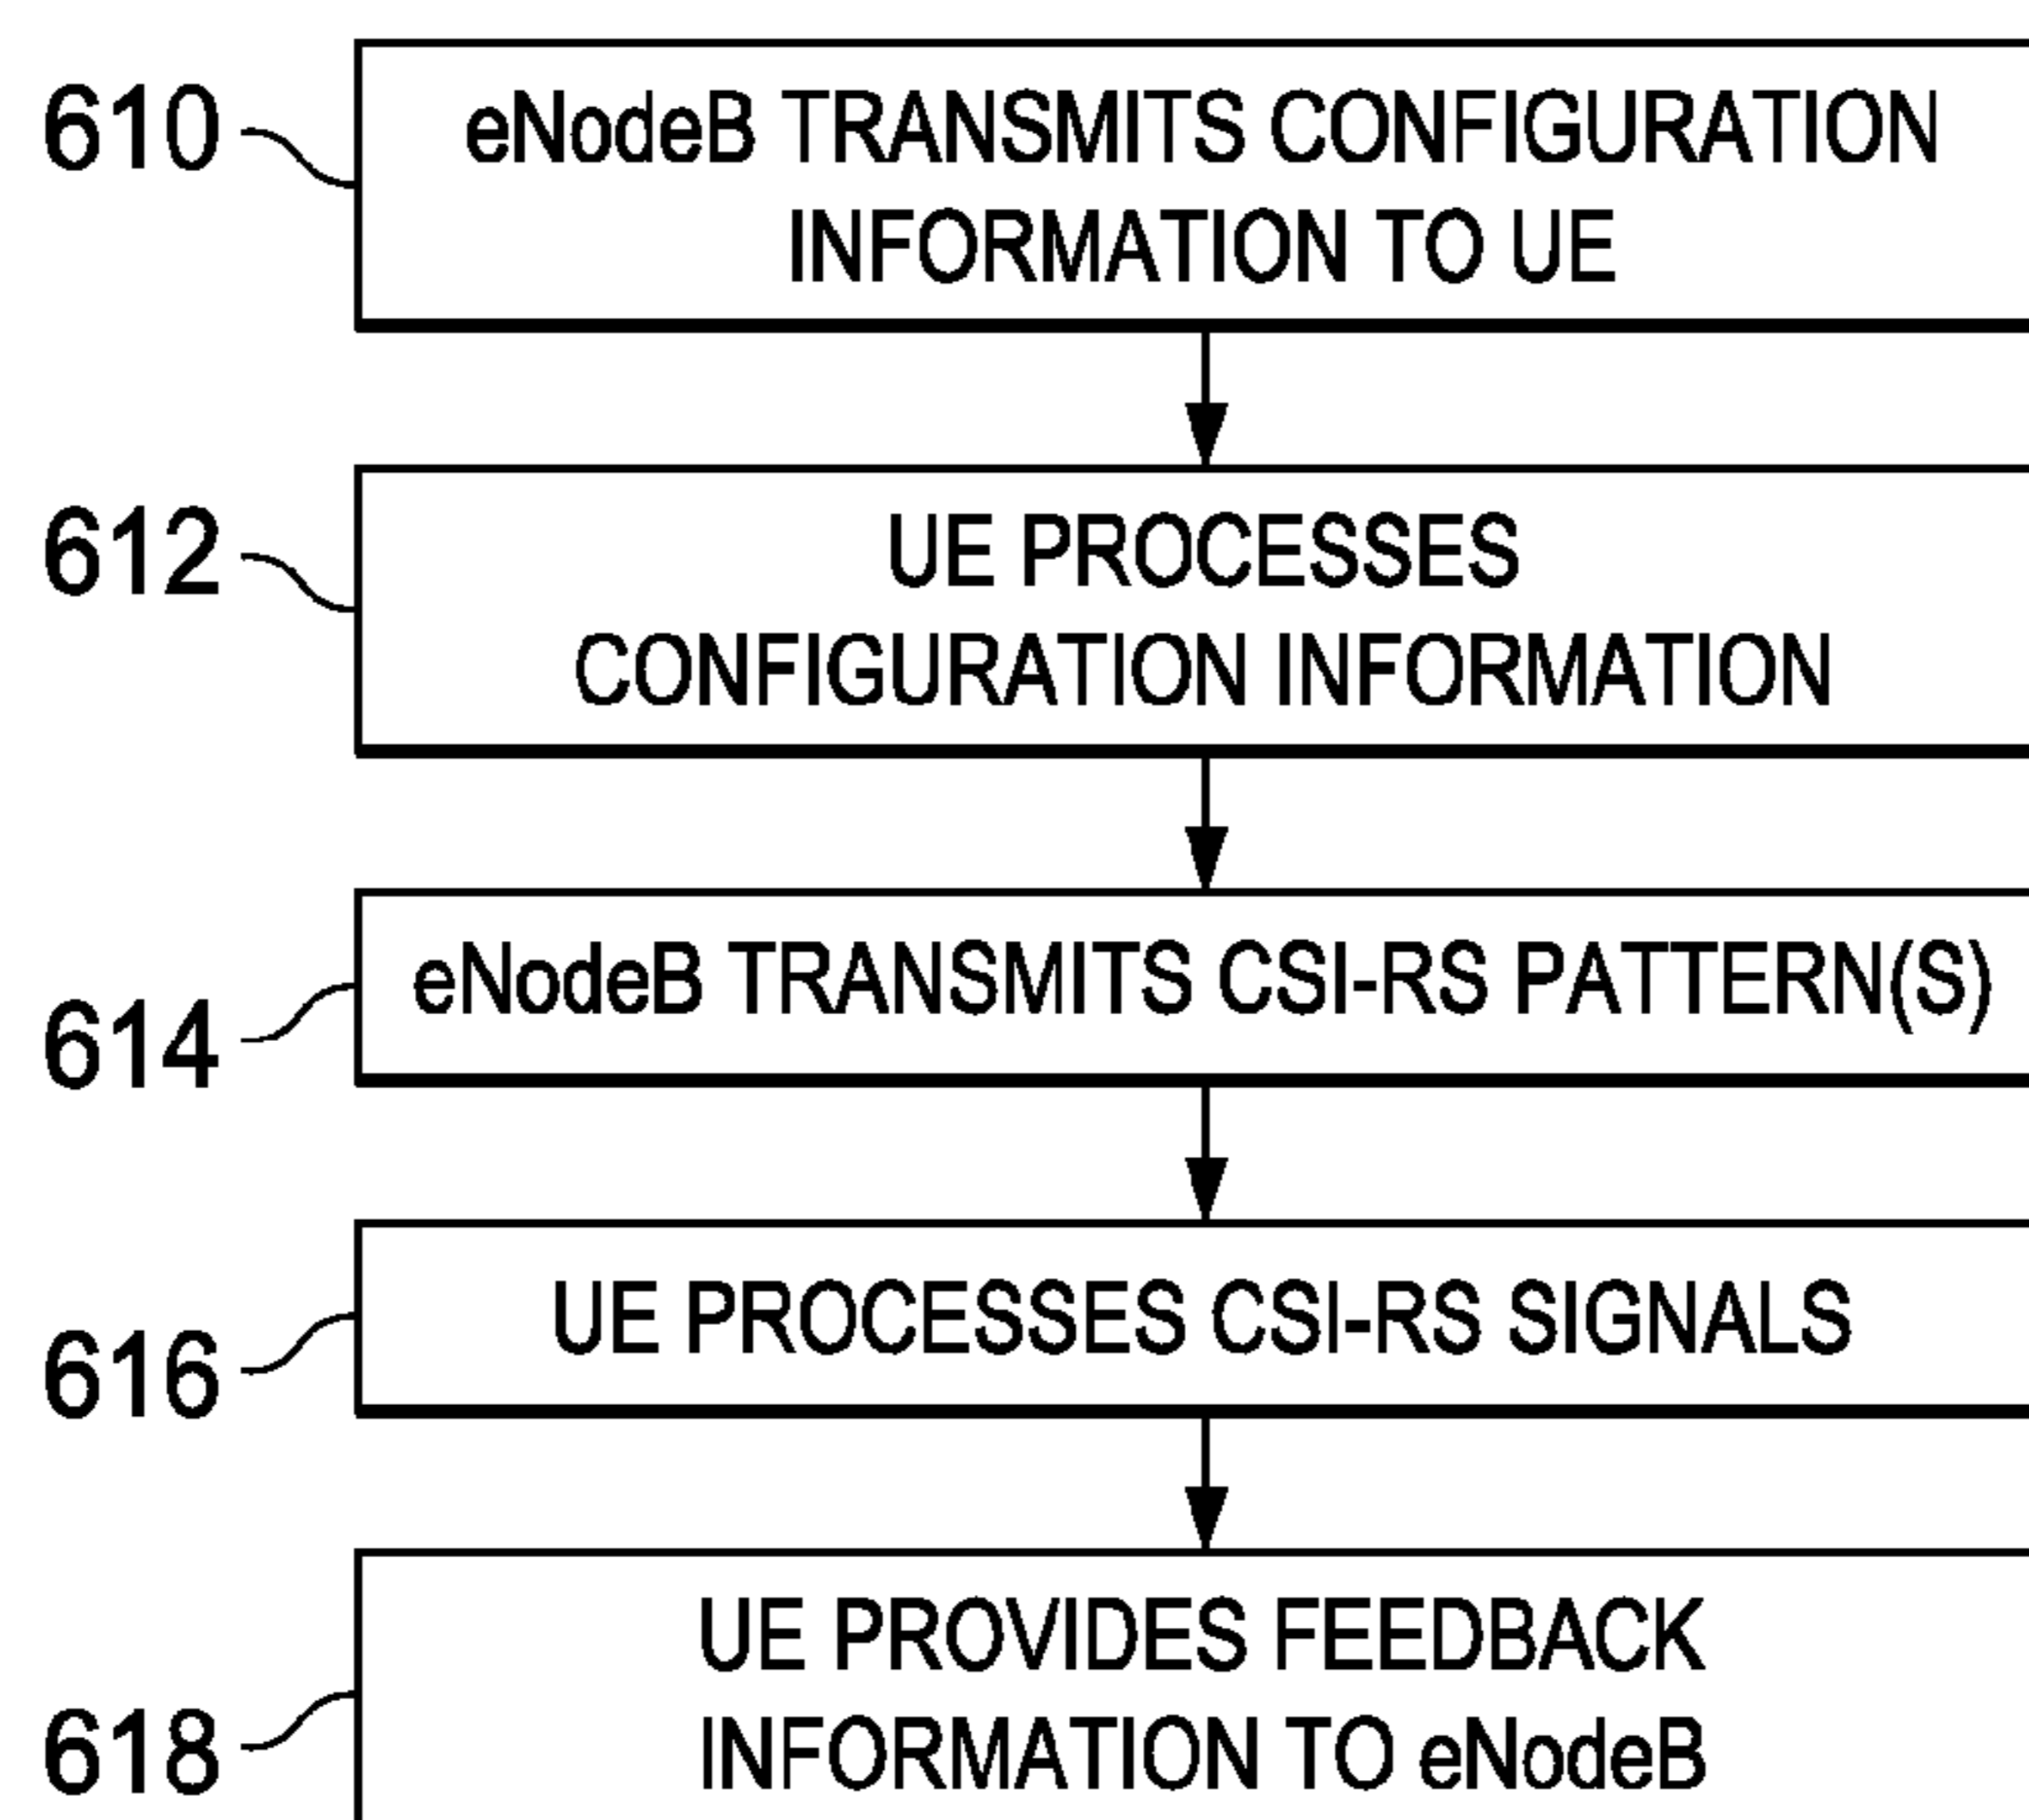 610
eNodeB TRANSMITS CONFIGURATION
INFORMATION TO UE
612
UE PROCESSES
CONFIGURATION INFORMATION
614
eNodeB TRANSMITS CSI-RS PATTERN(S)
616
UE PROCESSES CSI-RS SIGNALS
618
UE PROVIDES FEEDBACK
INFORMATION TO eNodeB